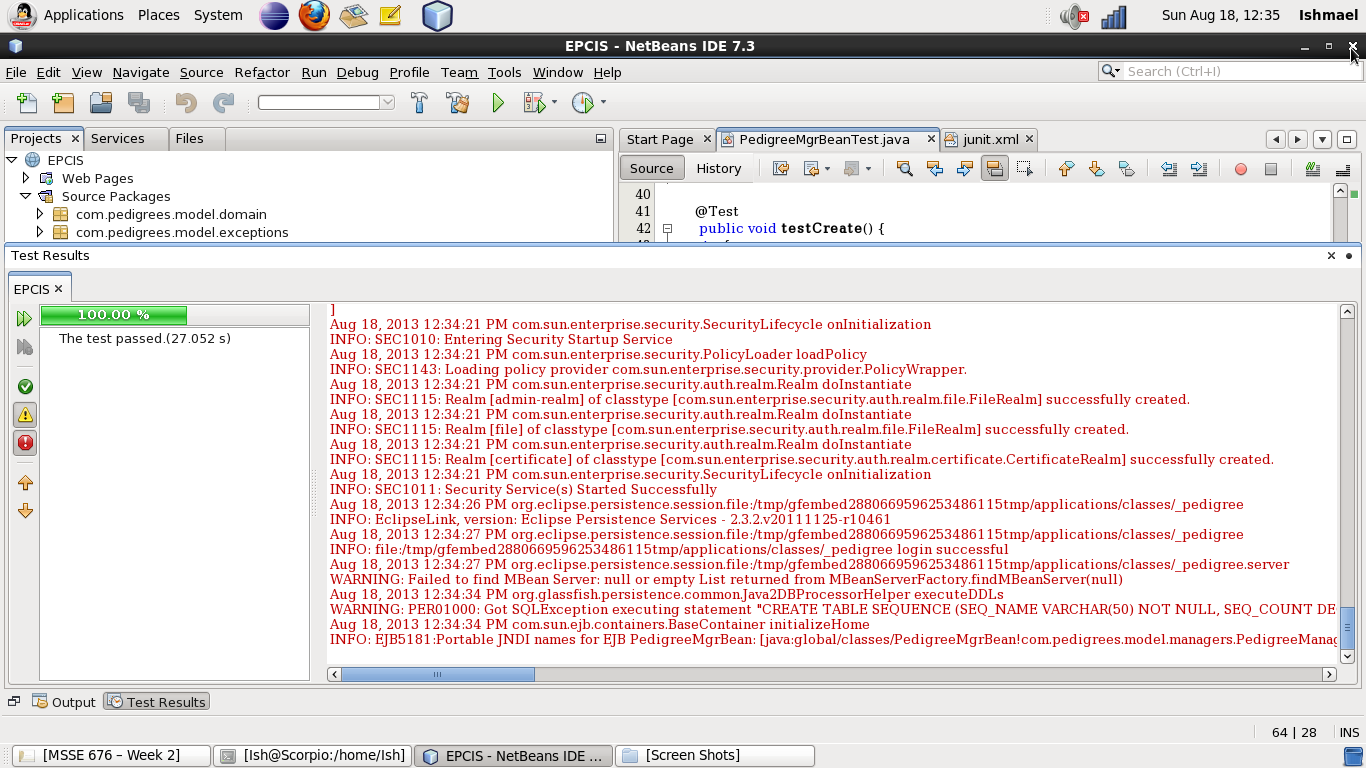 Applications Places System Sun Aug 18, 12:35 Ishmael
EPCIS - NetBeans IDE 7.3
File Edit View Navigate Source Refactor Run Debug Profile Team Tools Window Help Search (Ctrl+I)
Projects Services Files Start Page PedigreeMgrBeanTest.java junit.xml
EPCIS
Web Pages
Source Packages
com.pedigrees.model.domain
com.pedigrees.model.exceptions
Source History
40
41 @Test
42 public void testCreate() {
Test Results
EPCIS
100.00 %
The test passed.(27.052 s)
]
Aug 18, 2013 12:34:21 PM com.sun.enterprise.security.SecurityLifecycle onInitialization
INFO: SEC1010: Entering Security Startup Service
Aug 18, 2013 12:34:21 PM com.sun.enterprise.security.PolicyLoader loadPolicy
INFO: SEC1143: Loading policy provider com.sun.enterprise.security.provider.PolicyWrapper.
Aug 18, 2013 12:34:21 PM com.sun.enterprise.security.auth.realm.Realm doInstantiate
INFO: SEC1115: Realm [admin-realm] of classtype [com.sun.enterprise.security.auth.realm.file.FileRealm] successfully created.
Aug 18, 2013 12:34:21 PM com.sun.enterprise.security.auth.realm.Realm doInstantiate
INFO: SEC1115: Realm [file] of classtype [com.sun.enterprise.security.auth.realm.file.FileRealm] successfully created.
Aug 18, 2013 12:34:21 PM com.sun.enterprise.security.auth.realm.Realm doInstantiate
INFO: SEC1115: Realm [certificate] of classtype [com.sun.enterprise.security.auth.realm.certificate.CertificateRealm] successfully created.
Aug 18, 2013 12:34:21 PM com.sun.enterprise.security.SecurityLifecycle onInitialization
INFO: SEC1011: Security Service(s) Started Successfully
Aug 18, 2013 12:34:26 PM org.eclipse.persistence.session.file:/tmp/gfembed2880669596253486115tmp/applications/classes/_pedigree
INFO: EclipseLink, version: Eclipse Persistence Services - 2.3.2.v20111125-r10461
Aug 18, 2013 12:34:27 PM org.eclipse.persistence.session.file:/tmp/gfembed2880669596253486115tmp/applications/classes/_pedigree
INFO: file:/tmp/gfembed2880669596253486115tmp/applications/classes/_pedigree login successful
Aug 18, 2013 12:34:27 PM org.eclipse.persistence.session.file:/tmp/gfembed2880669596253486115tmp/applications/classes/_pedigree.server
WARNING: Failed to find MBean Server: null or empty List returned from MBeanServerFactory.findMBeanServer(null)
Aug 18, 2013 12:34:34 PM org.glassfish.persistence.common.Java2DBProcessorHelper executeDDLs
WARNING: PER01000: Got SQLException executing statement "CREATE TABLE SEQUENCE (SEQ_NAME VARCHAR(50) NOT NULL, SEQ_COUNT DE
Aug 18, 2013 12:34:34 PM com.sun.ejb.containers.BaseContainer initializeHome
INFO: EJB5181:Portable JNDI names for EJB PedigreeMgrBean: [java:global/classes/PedigreeMgrBean!com.pedigrees.model.managers.PedigreeManag
Output Test Results
64 | 28 INS
[MSSE 676 – Week 2] [Ish@Scorpio:/home/Ish] EPCIS - NetBeans IDE ... [Screen Shots]